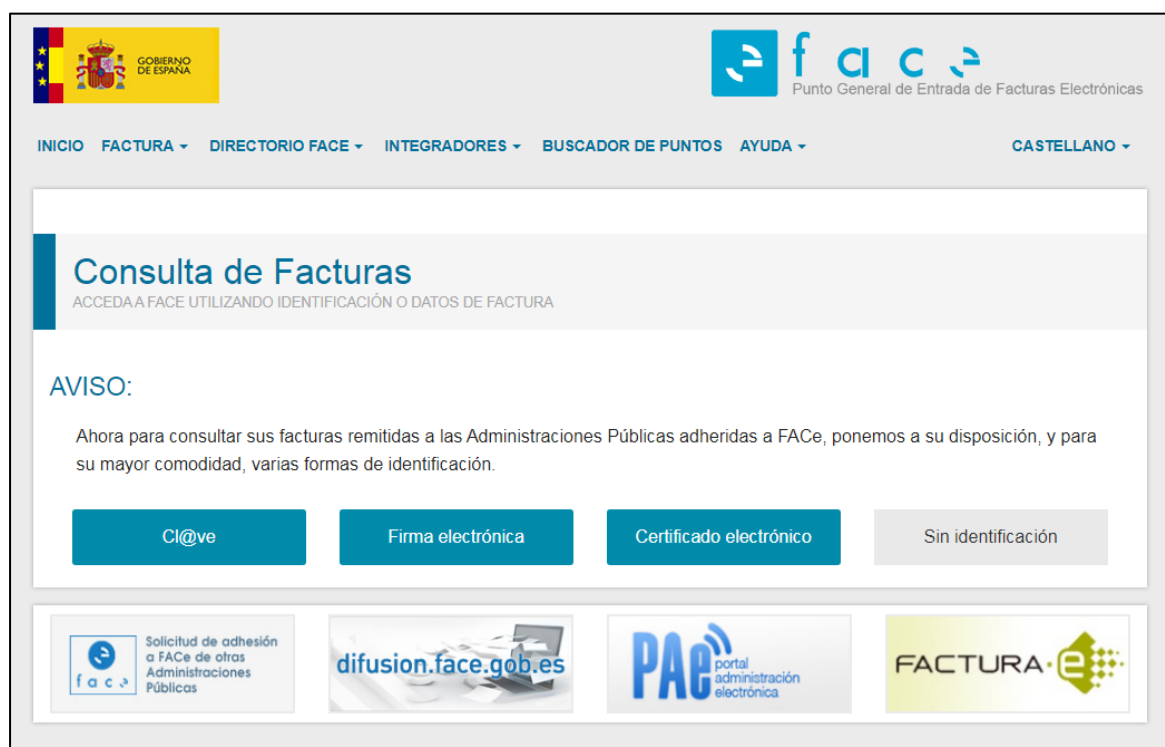 GOBIERNO
DE ESPAÑA
face
Punto General de Entrada de Facturas Electrónicas
INICIO FACTURA DIRECTORIO FACE INTEGRADORES BUSCADOR DE PUNTOS AYUDA CASTELLANO
Consulta de Facturas
ACCEDA A FACE UTILIZANDO IDENTIFICACIÓN O DATOS DE FACTURA
AVISO:
Ahora para consultar sus facturas remitidas a las Administraciones Públicas adheridas a FACe, ponemos a su disposición, y para
su mayor comodidad, varias formas de identificación.
Cl@ve Firma electrónica Certificado electrónico Sin identificación
face
Solicitud de adhesión
a FACe de otras
Administraciones
Públicas
difusion.face.gob.es
PAe portal
administración
electrónica
FACTURA·e